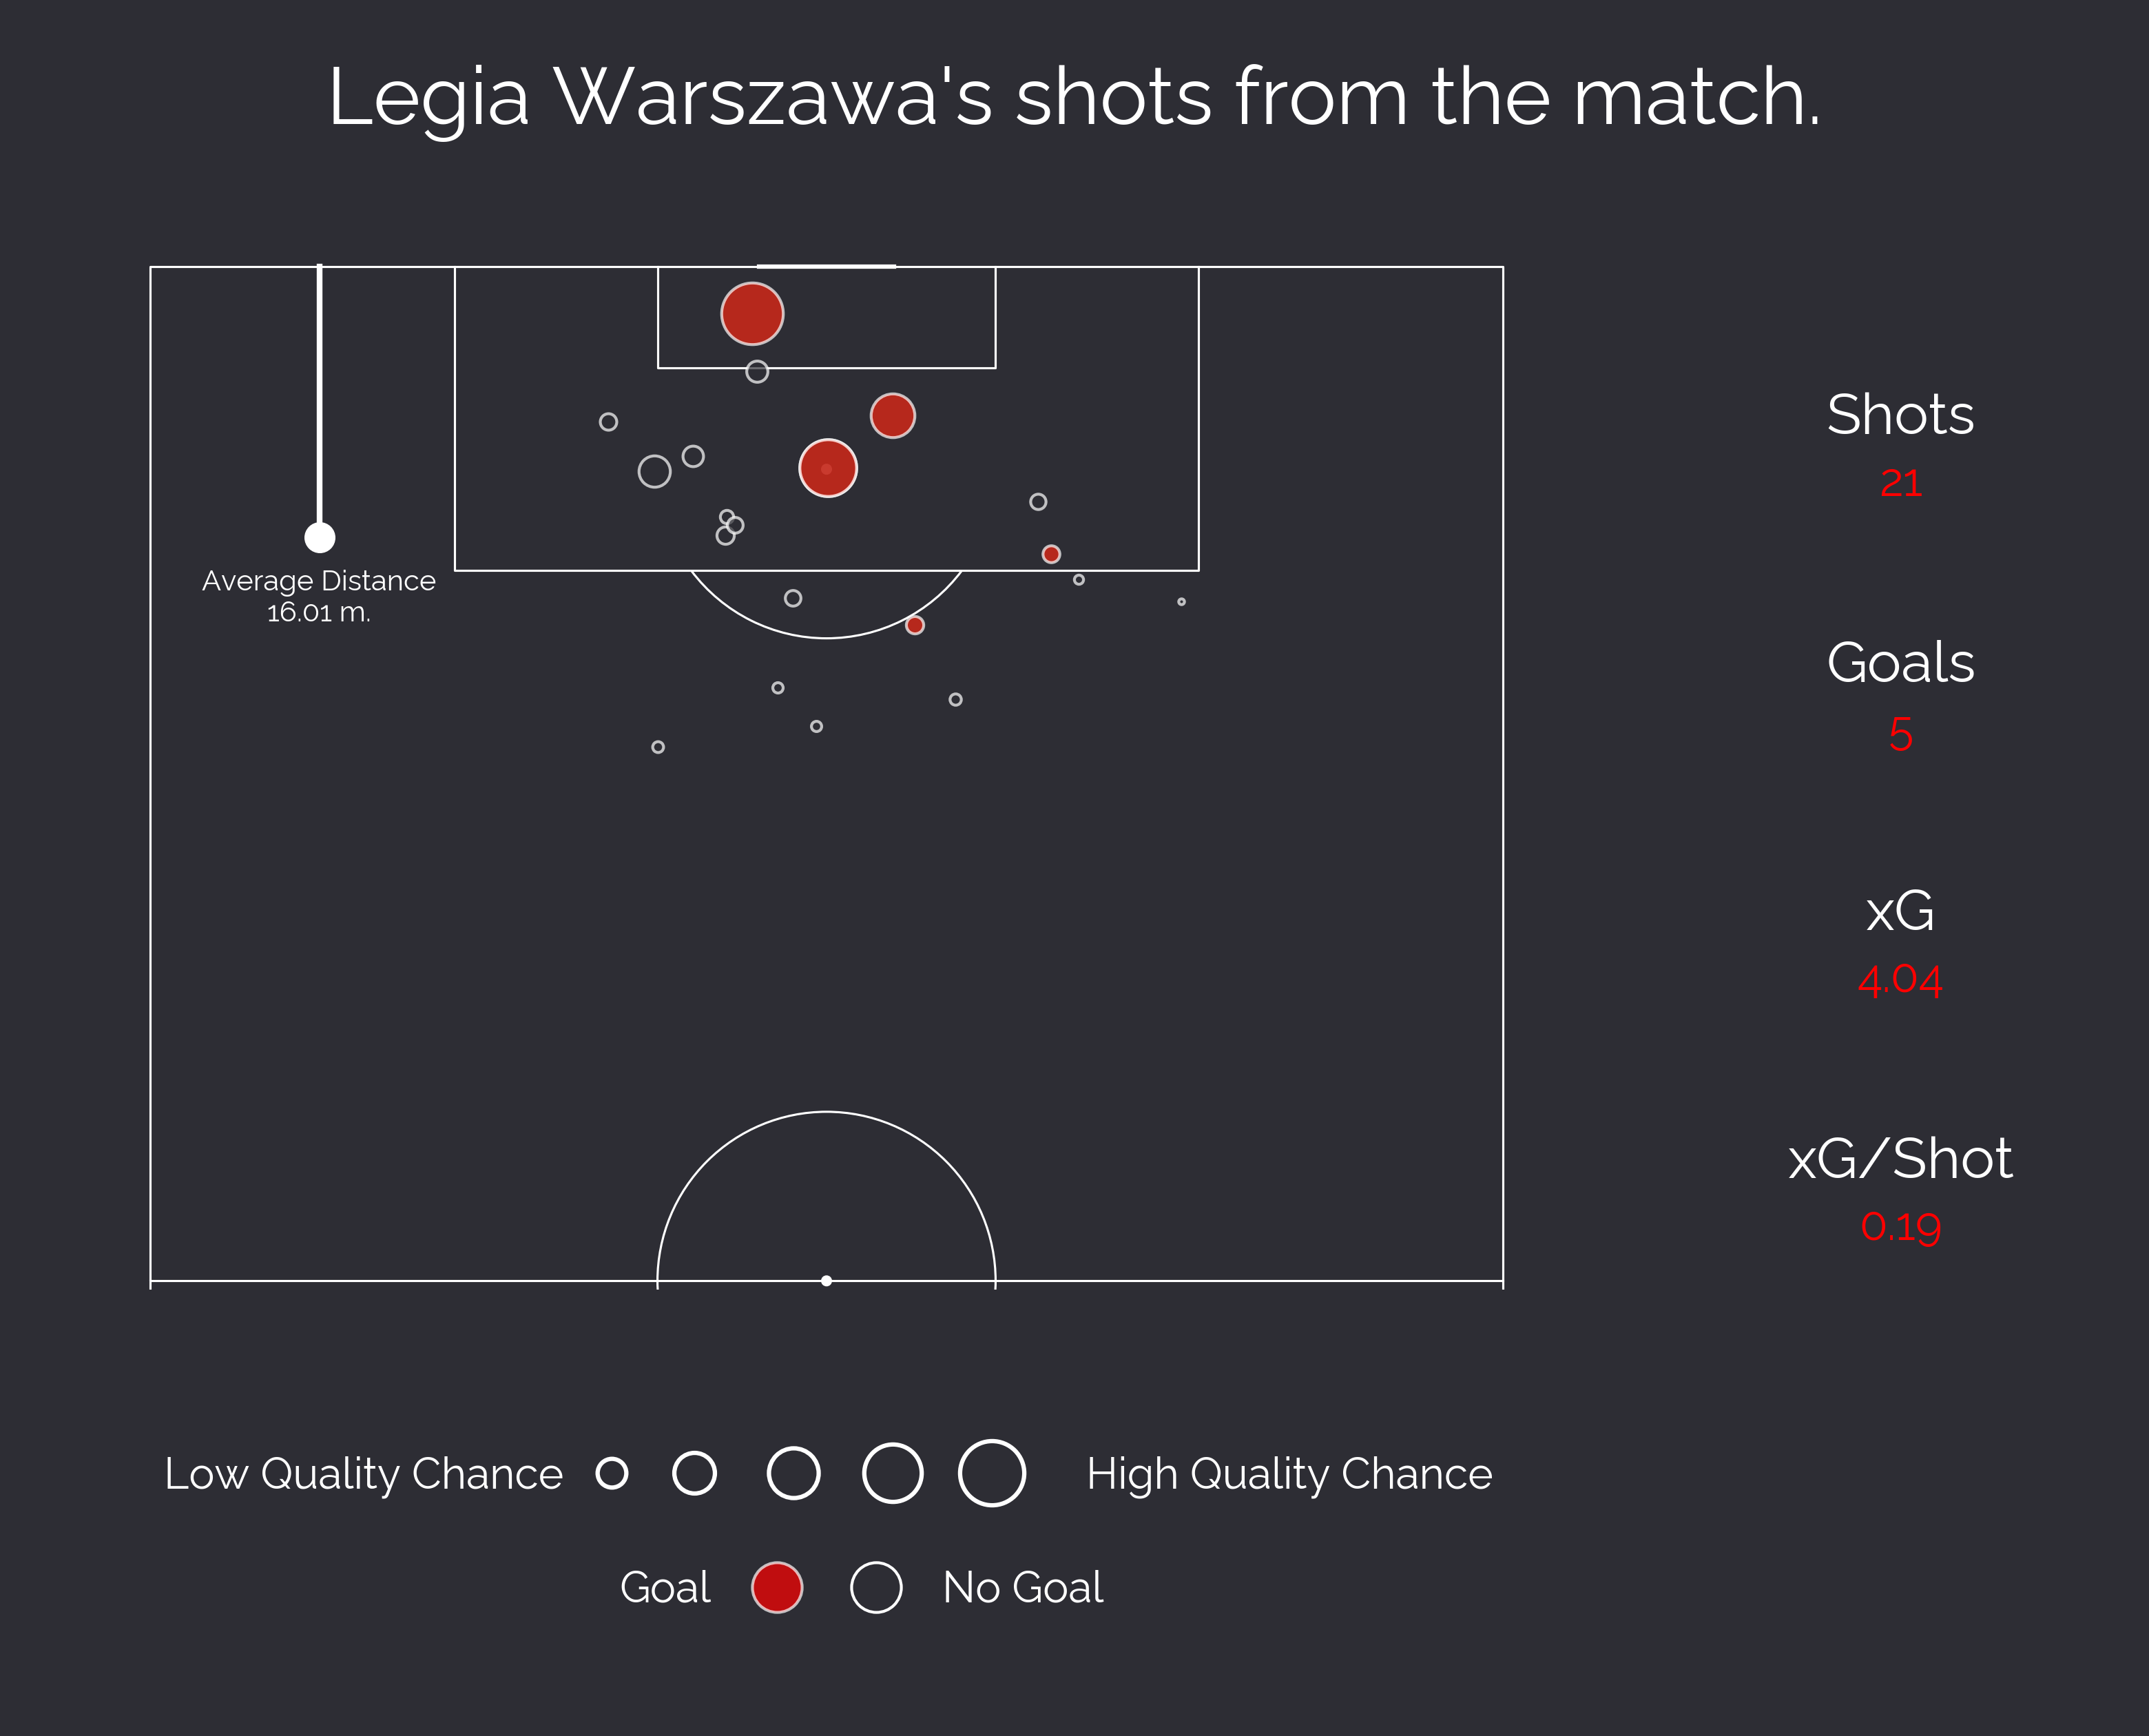 Legia Warszawa's shots from the match.
Average Distance
16.01 m.
Shots
21
Goals
5
xG
4.04
xG/Shot
0.19
Low Quality Chance
High Quality Chance
Goal
No Goal